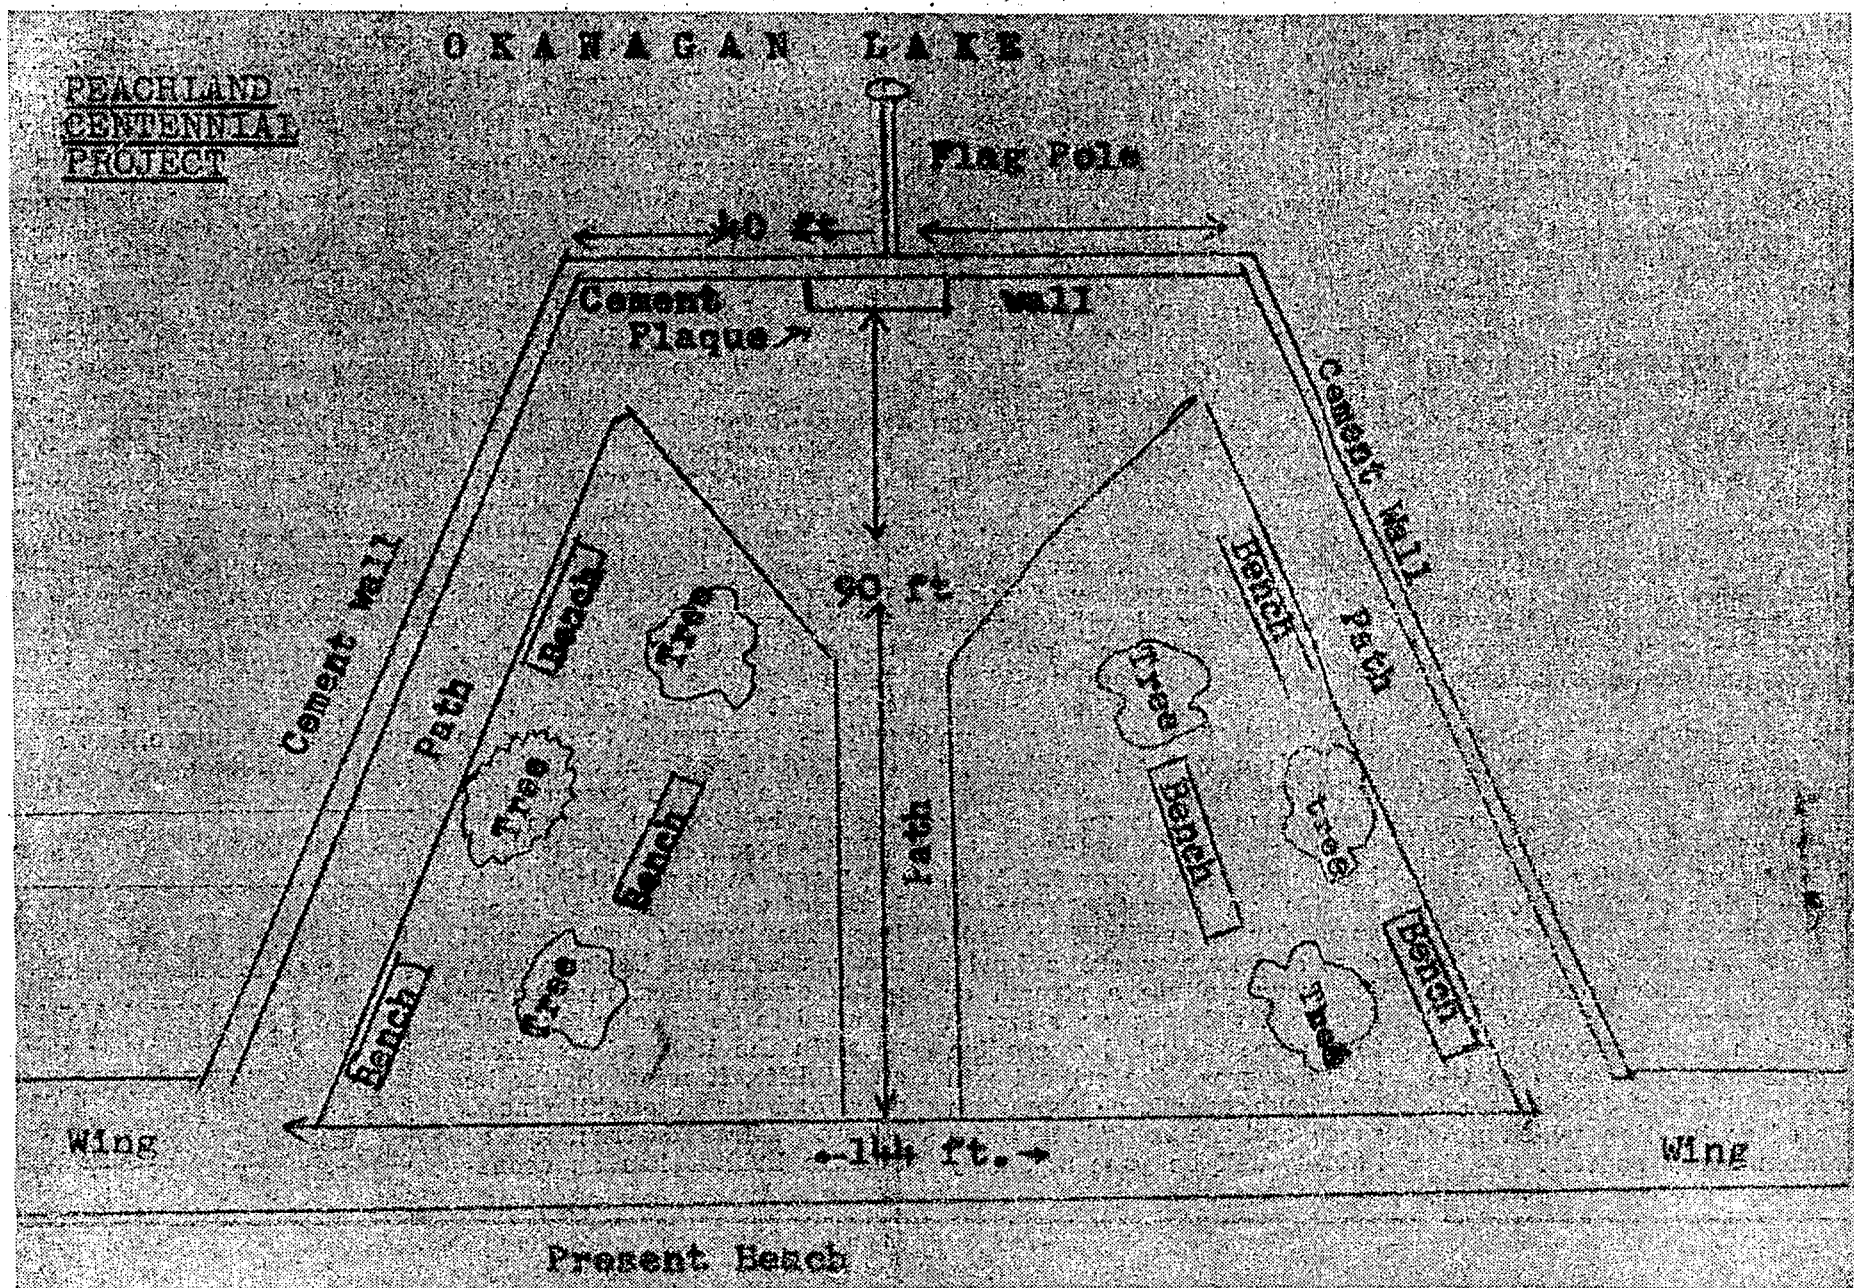 OKANAGAN LAKE
PEACHLAND
CENTENNIAL
PROJECT
Flag Pole
40 ft
Cement wall
Plaque
Cement Wall
Cement Wall
Bench
Tree
90 ft
Bench
Path
Path
Tree
Tree
Bench
Path
Tree
Bench
tree
Bench
Tree
Bench
Tree
Bench
Wing
144 ft.
Wing
Present Beach